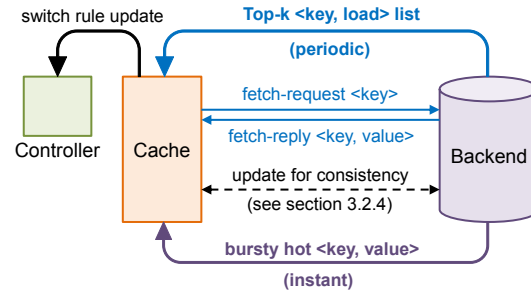 switch rule update
Top-k <key, load> list
(periodic)
fetch-request <key>
fetch-reply <key, value>
Controller
Cache
Backend
update for consistency
(see section 3.2.4)
bursty hot <key, value>
(instant)